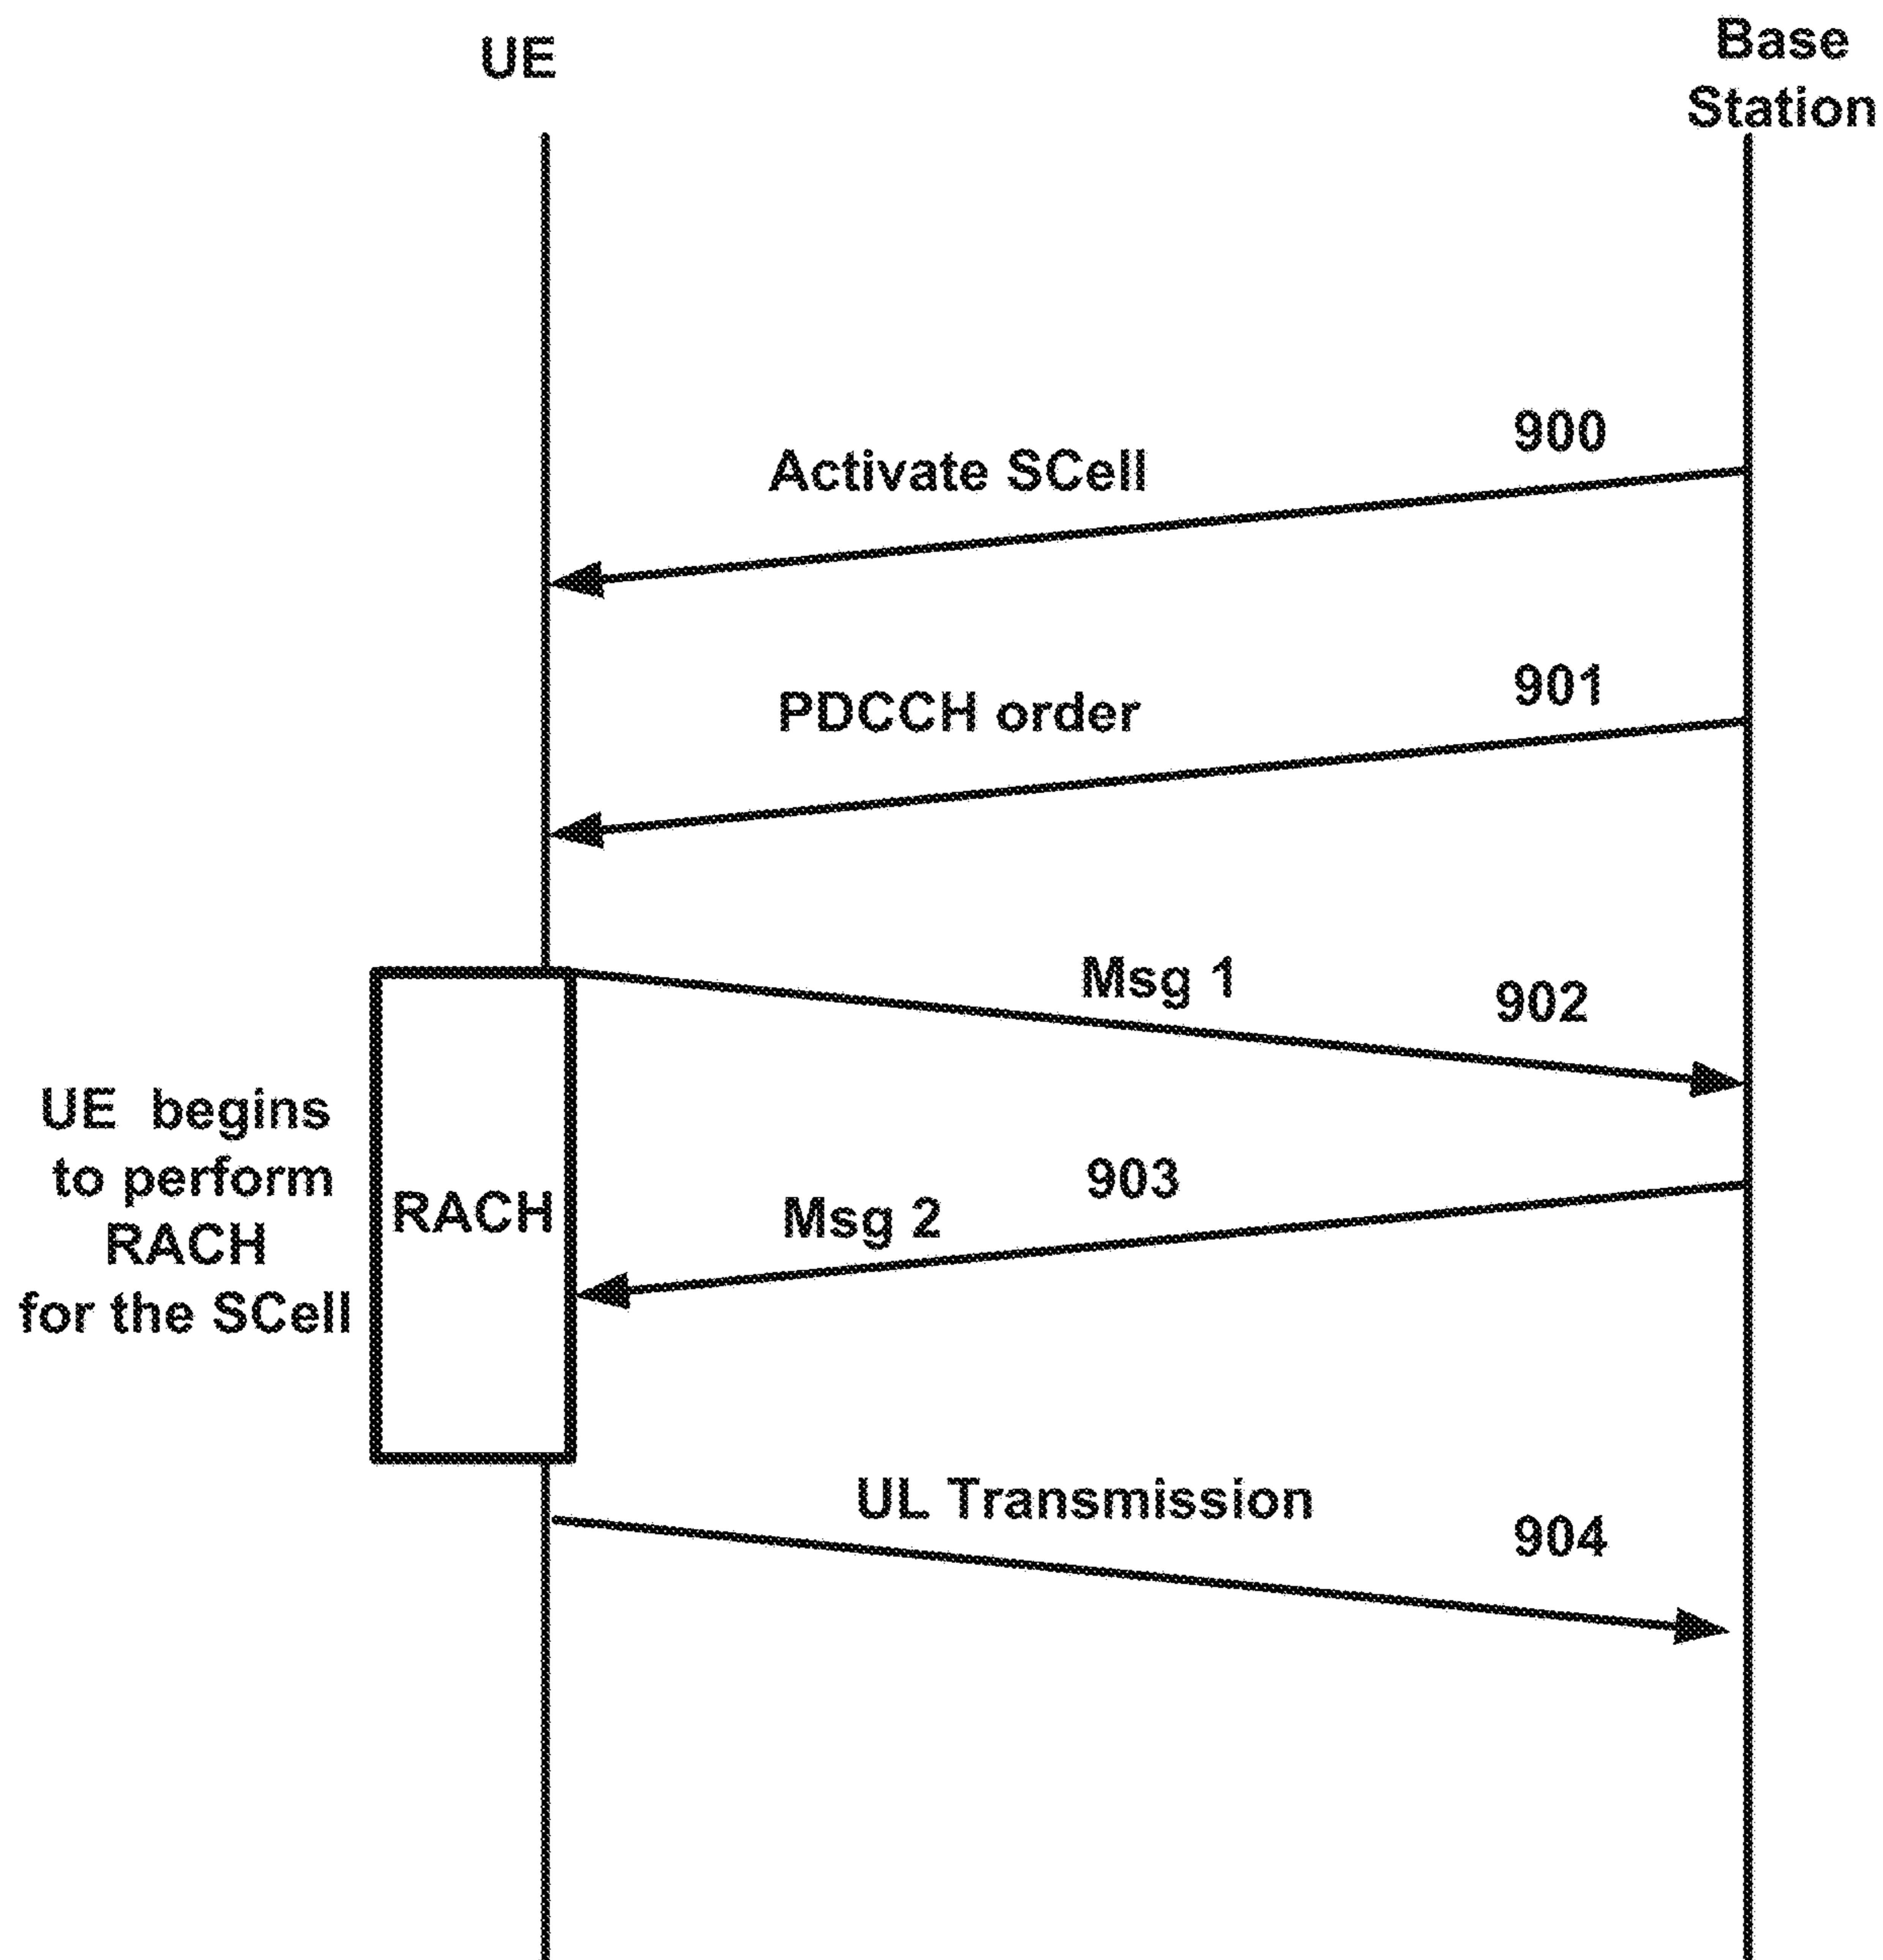 UE
Base
Station
900
Activate SCell
901
PDCCH order
Msg 1
902
UE begins
to perform
RACH
for the SCell
RACH
903
Msg 2
UL Transmission
904